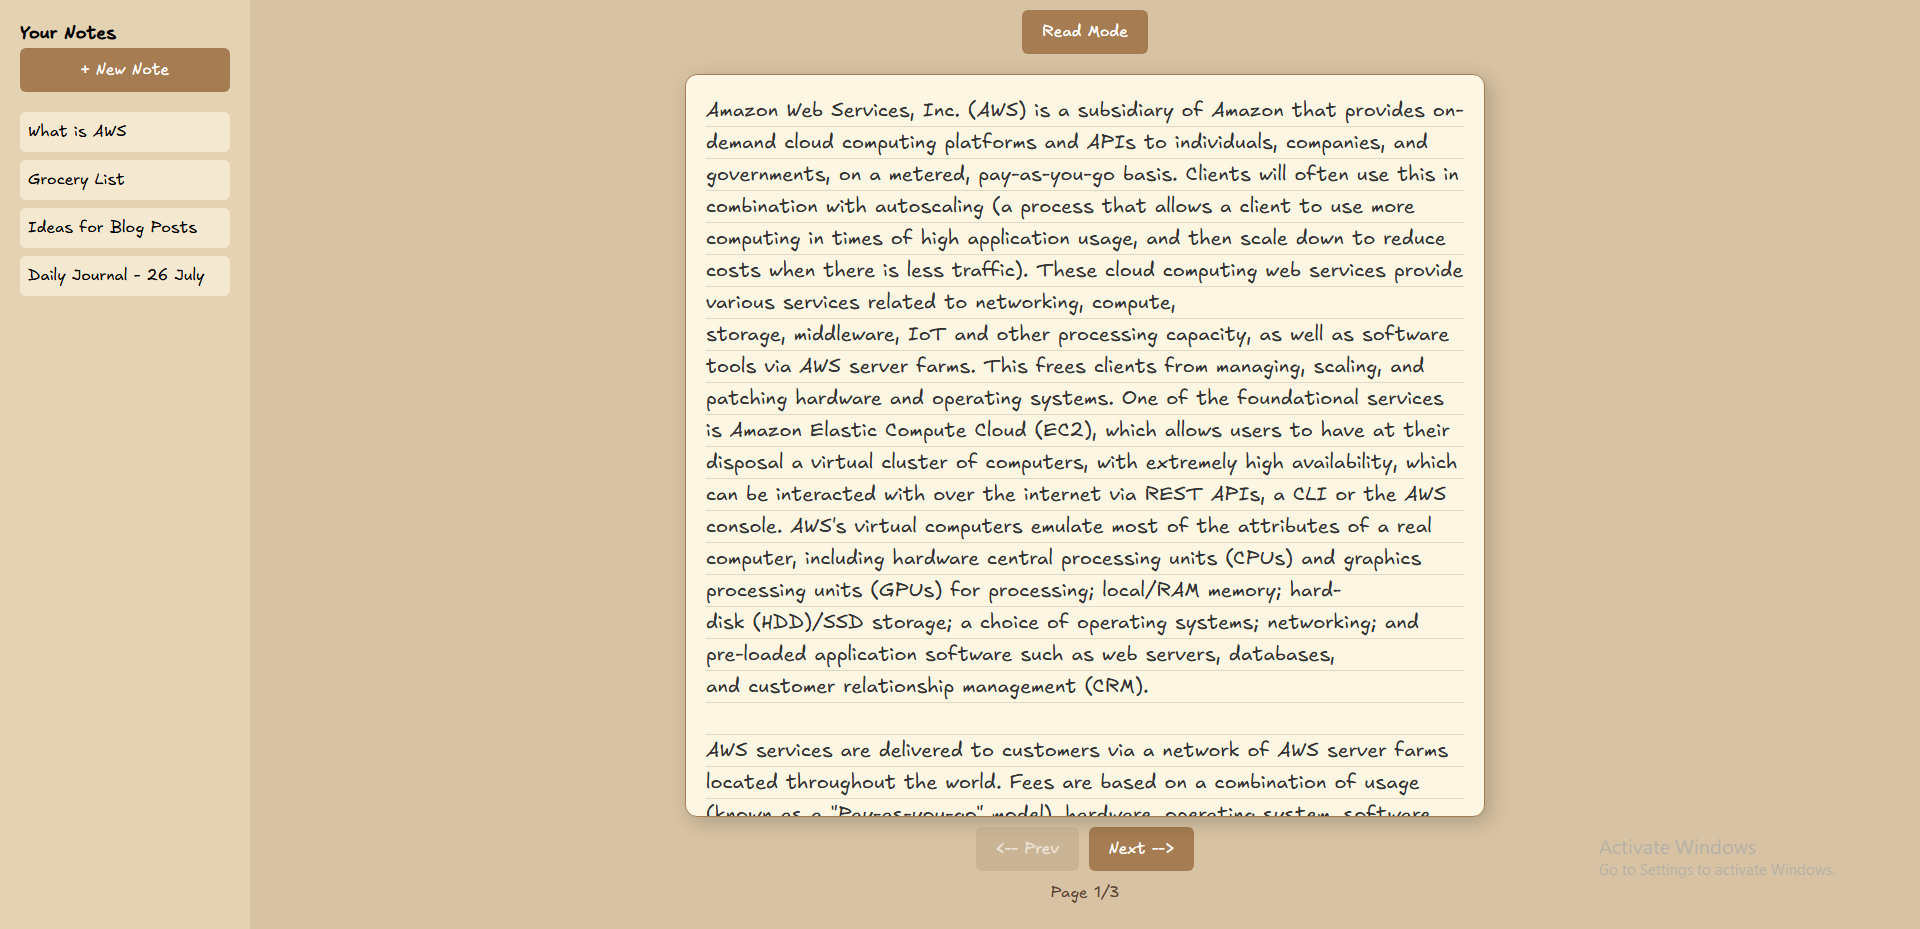 Your Notes
+ New Note
What is AWS
Grocery List
Ideas for Blog Posts
Daily Journal - 26 July
Read Mode
Amazon Web Services, Inc. (AWS) is a subsidiary of Amazon that provides on-
demand cloud computing platforms and APIs to individuals, companies, and
governments, on a metered, pay-as-you-go basis. Clients will often use this in
combination with autoscaling (a process that allows a client to use more
computing in times of high application usage, and then scale down to reduce
costs when there is less traffic). These cloud computing web services provide
various services related to networking, compute,
storage, middleware, IoT and other processing capacity, as well as software
tools via AWS server farms. This frees clients from managing, scaling, and
patching hardware and operating systems. One of the foundational services
is Amazon Elastic Compute Cloud (EC2), which allows users to have at their
disposal a virtual cluster of computers, with extremely high availability, which
can be interacted with over the internet via REST APIs, a CLI or the AWS
console. AWS's virtual computers emulate most of the attributes of a real
computer, including hardware central processing units (CPUs) and graphics
processing units (GPUs) for processing; local/RAM memory; hard-
disk (HDD)/SSD storage; a choice of operating systems; networking; and
pre-loaded application software such as web servers, databases,
and customer relationship management (CRM).
AWS services are delivered to customers via a network of AWS server farms
located throughout the world. Fees are based on a combination of usage
(known as a "Pay-as-you-go" model), hardware, operating system, software,
<-- Prev
Next -->
Page 1/3
Activate Windows
Go to Settings to activate Windows.